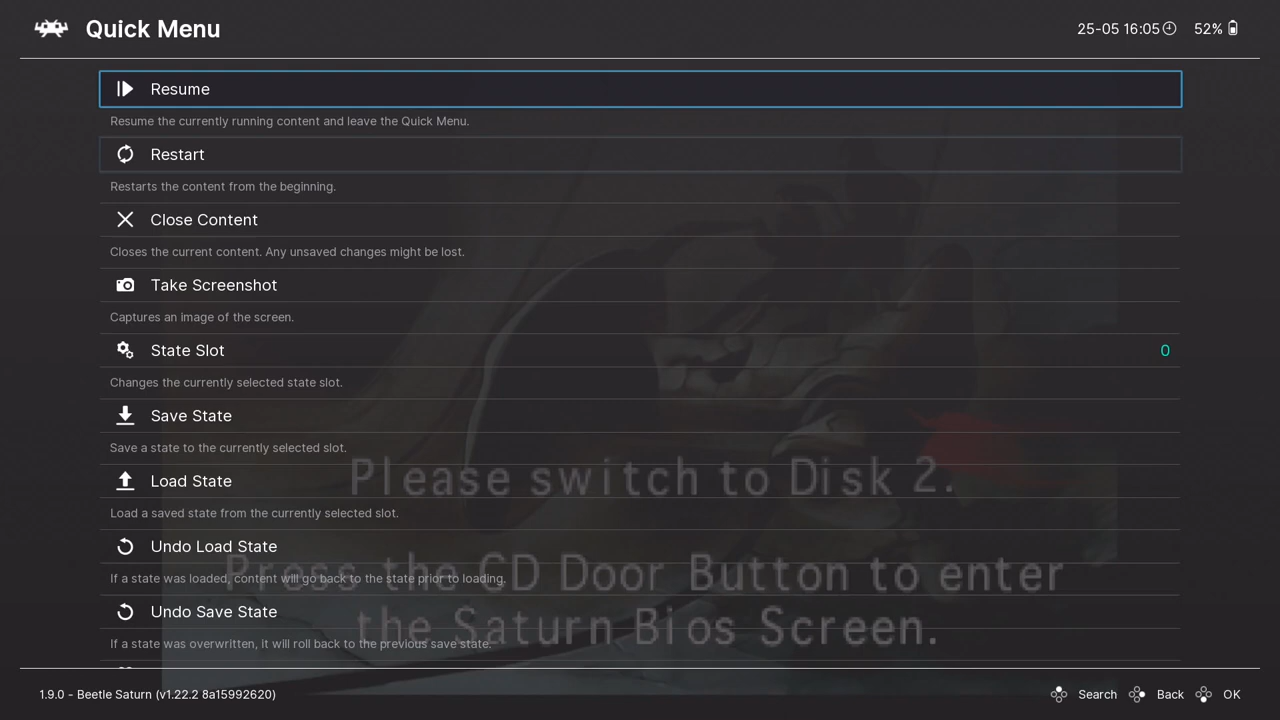 Quick Menu
25-05 16:05 52%
Resume
Resume the currently running content and leave the Quick Menu.
Restart
Restarts the content from the beginning.
Close Content
Closes the current content. Any unsaved changes might be lost.
Take Screenshot
Captures an image of the screen.
State Slot 0
Changes the currently selected state slot.
Save State
Save a state to the currently selected slot.
Please switch to Disk 2.
Load State
Load a saved state from the currently selected slot.
Undo Load State
If a state was loaded, content will go back to the state prior to loading.
Press the CD Door Button to enter
Undo Save State
the Saturn Bios Screen.
If a state was overwritten, it will roll back to the previous save state.
1.9.0 - Beetle Saturn (v1.22.2 8a15992620) Search Back OK